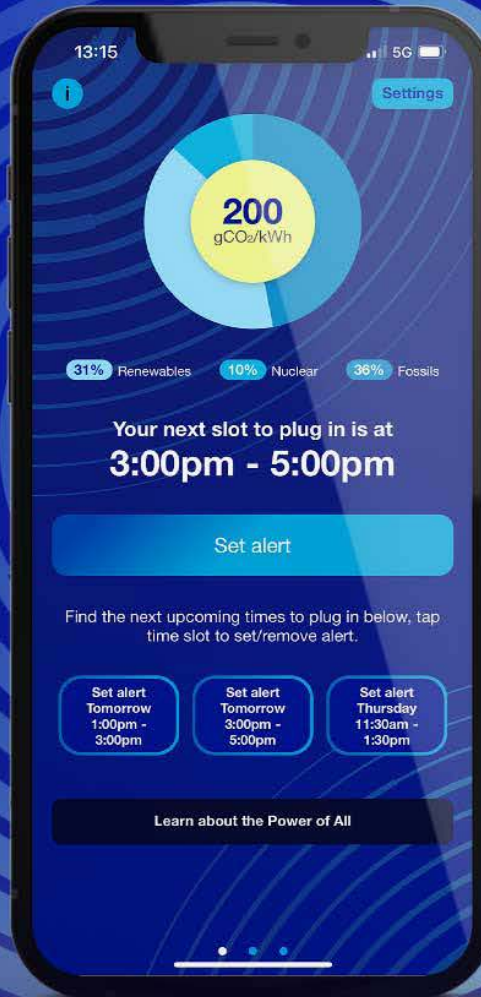 13:15
5G
i
Settings
200
gCO₂/kWh
31% Renewables
10% Nuclear
36% Fossils
Your next slot to plug in is at
3:00pm - 5:00pm
Set alert
Find the next upcoming times to plug in below, tap
time slot to set/remove alert.
Set alert
Tomorrow
1:00pm -
3:00pm
Set alert
Tomorrow
3:00pm -
5:00pm
Set alert
Thursday
11:30am -
1:30pm
Learn about the Power of All